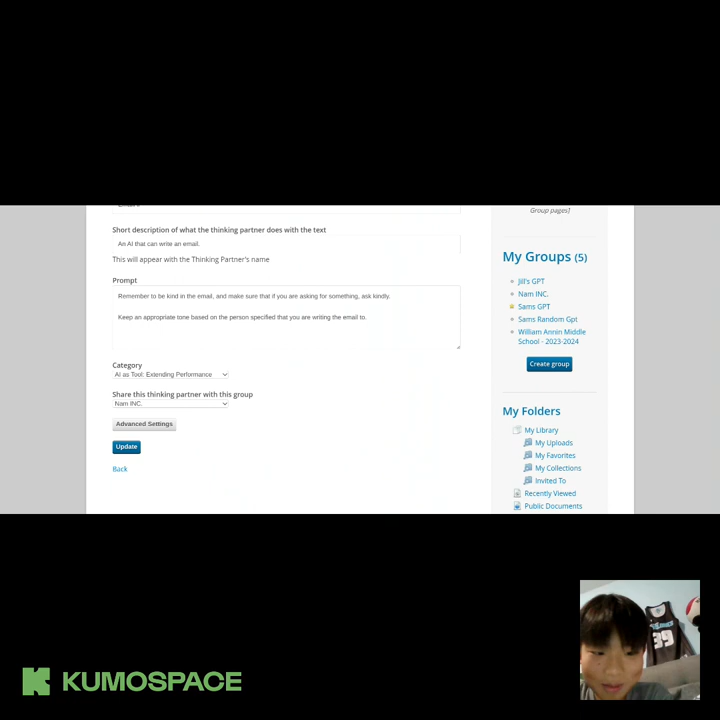 Group pages]
Short description of what the thinking partner does with the text
An AI that can write an email.
This will appear with the Thinking Partner's name
Prompt
Remember to be kind in the email, and make sure that if you are asking for something, ask kindly.
Keep an appropriate tone based on the person specified that you are writing the email to.
Category
AI as Tool: Extending Performance
Share this thinking partner with this group
Nam INC.
Advanced Settings
Update
Back
My Groups (5)
Jill's GPT
Nam INC.
Sams GPT
Sams Random Gpt
William Annin Middle
School - 2023-2024
Create group
My Folders
My Library
My Uploads
My Favorites
My Collections
Invited To
Recently Viewed
Public Documents
39
KUMOSPACE